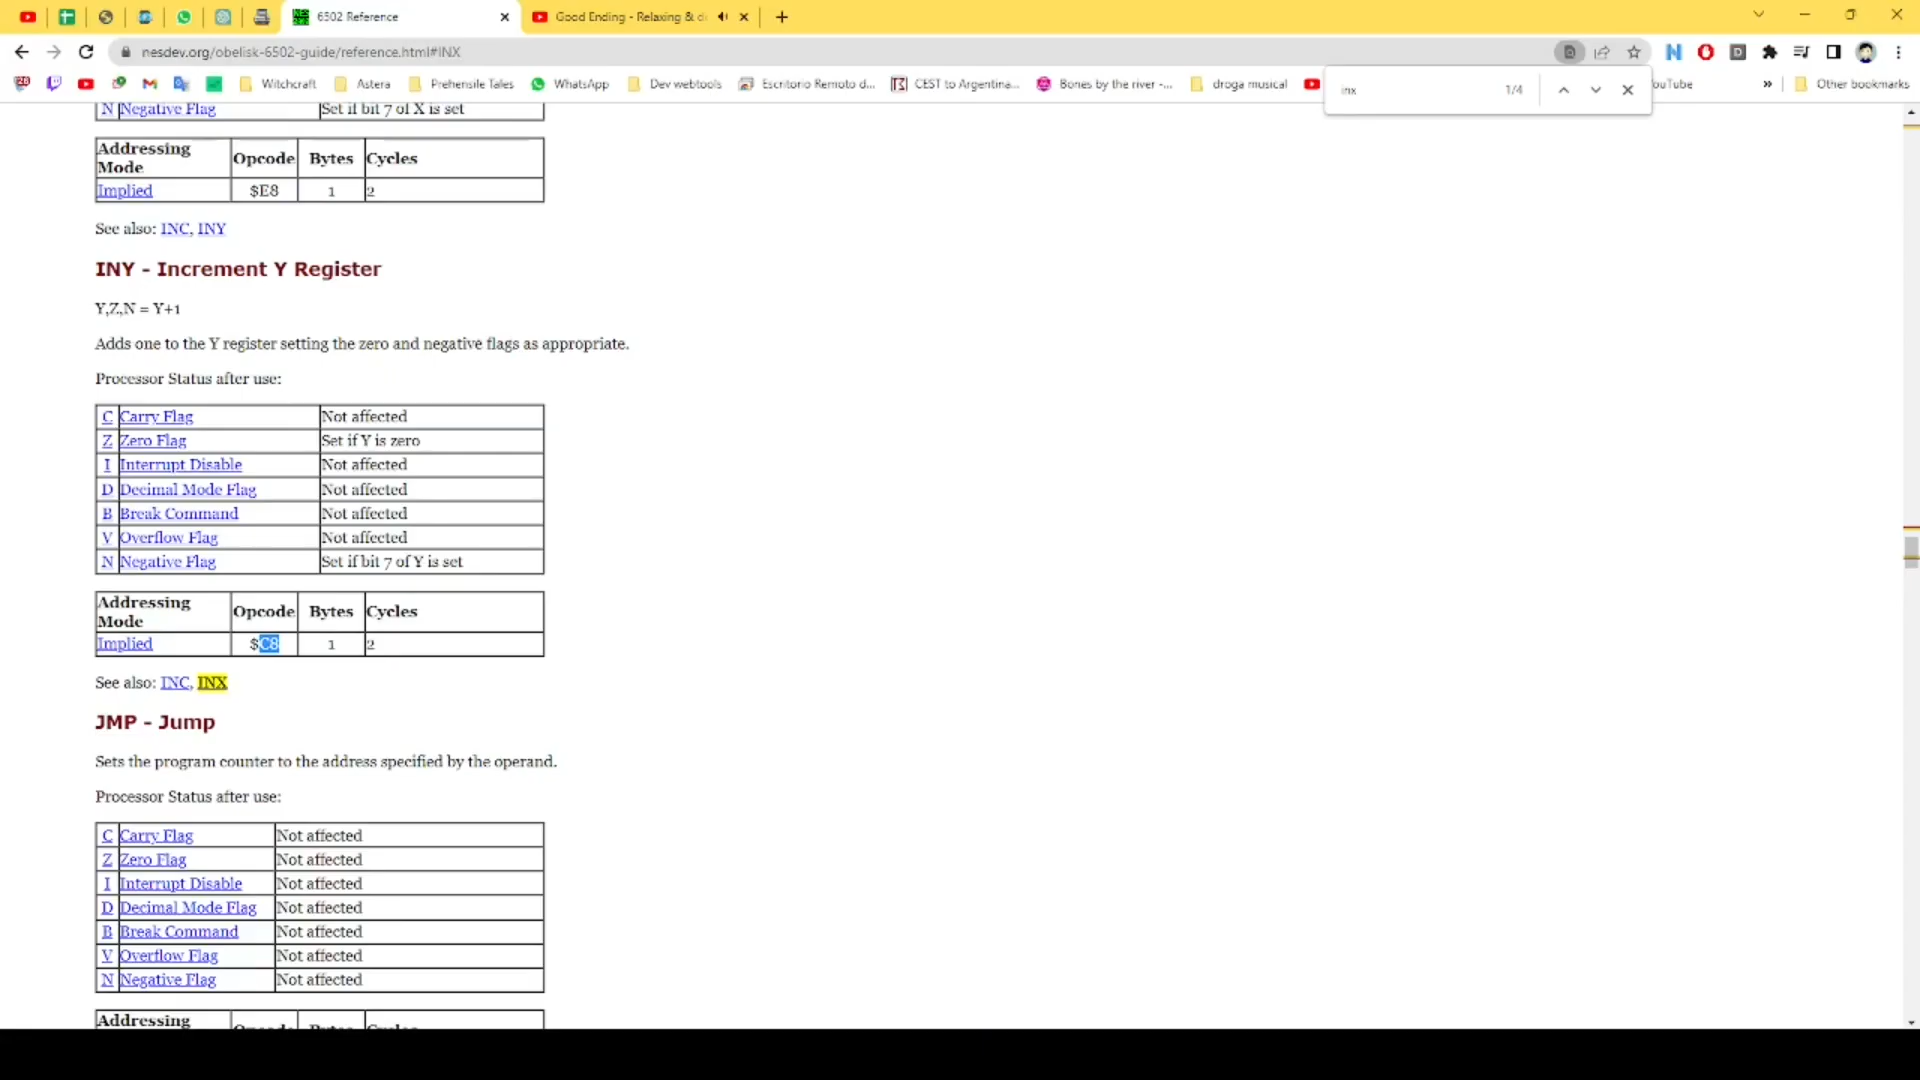 6502 Reference
Good Ending - Relaxing & c
nesdev.org/obelisk-6502-guide/reference.html#INX
Witchcraft Astera Prehensile Tales WhatsApp Dev webtools Escritorio Remoto d... CEST to Argentina... Bones by the river -... droga musical ouTube » Other bookmarks
inx 1/4
N Negative Flag Set if bit 7 of X is set
Addressing Mode Opcode Bytes Cycles
Implied $E8 1 2
See also: INC, INY
INY - Increment Y Register
Y,Z,N = Y+1
Adds one to the Y register setting the zero and negative flags as appropriate.
Processor Status after use:
C Carry Flag Not affected
Z Zero Flag Set if Y is zero
I Interrupt Disable Not affected
D Decimal Mode Flag Not affected
B Break Command Not affected
V Overflow Flag Not affected
N Negative Flag Set if bit 7 of Y is set
Addressing Mode Opcode Bytes Cycles
Implied $C8 1 2
See also: INC, INX
JMP - Jump
Sets the program counter to the address specified by the operand.
Processor Status after use:
C Carry Flag Not affected
Z Zero Flag Not affected
I Interrupt Disable Not affected
D Decimal Mode Flag Not affected
B Break Command Not affected
V Overflow Flag Not affected
N Negative Flag Not affected
Addressing Opcode Bytes Cycles